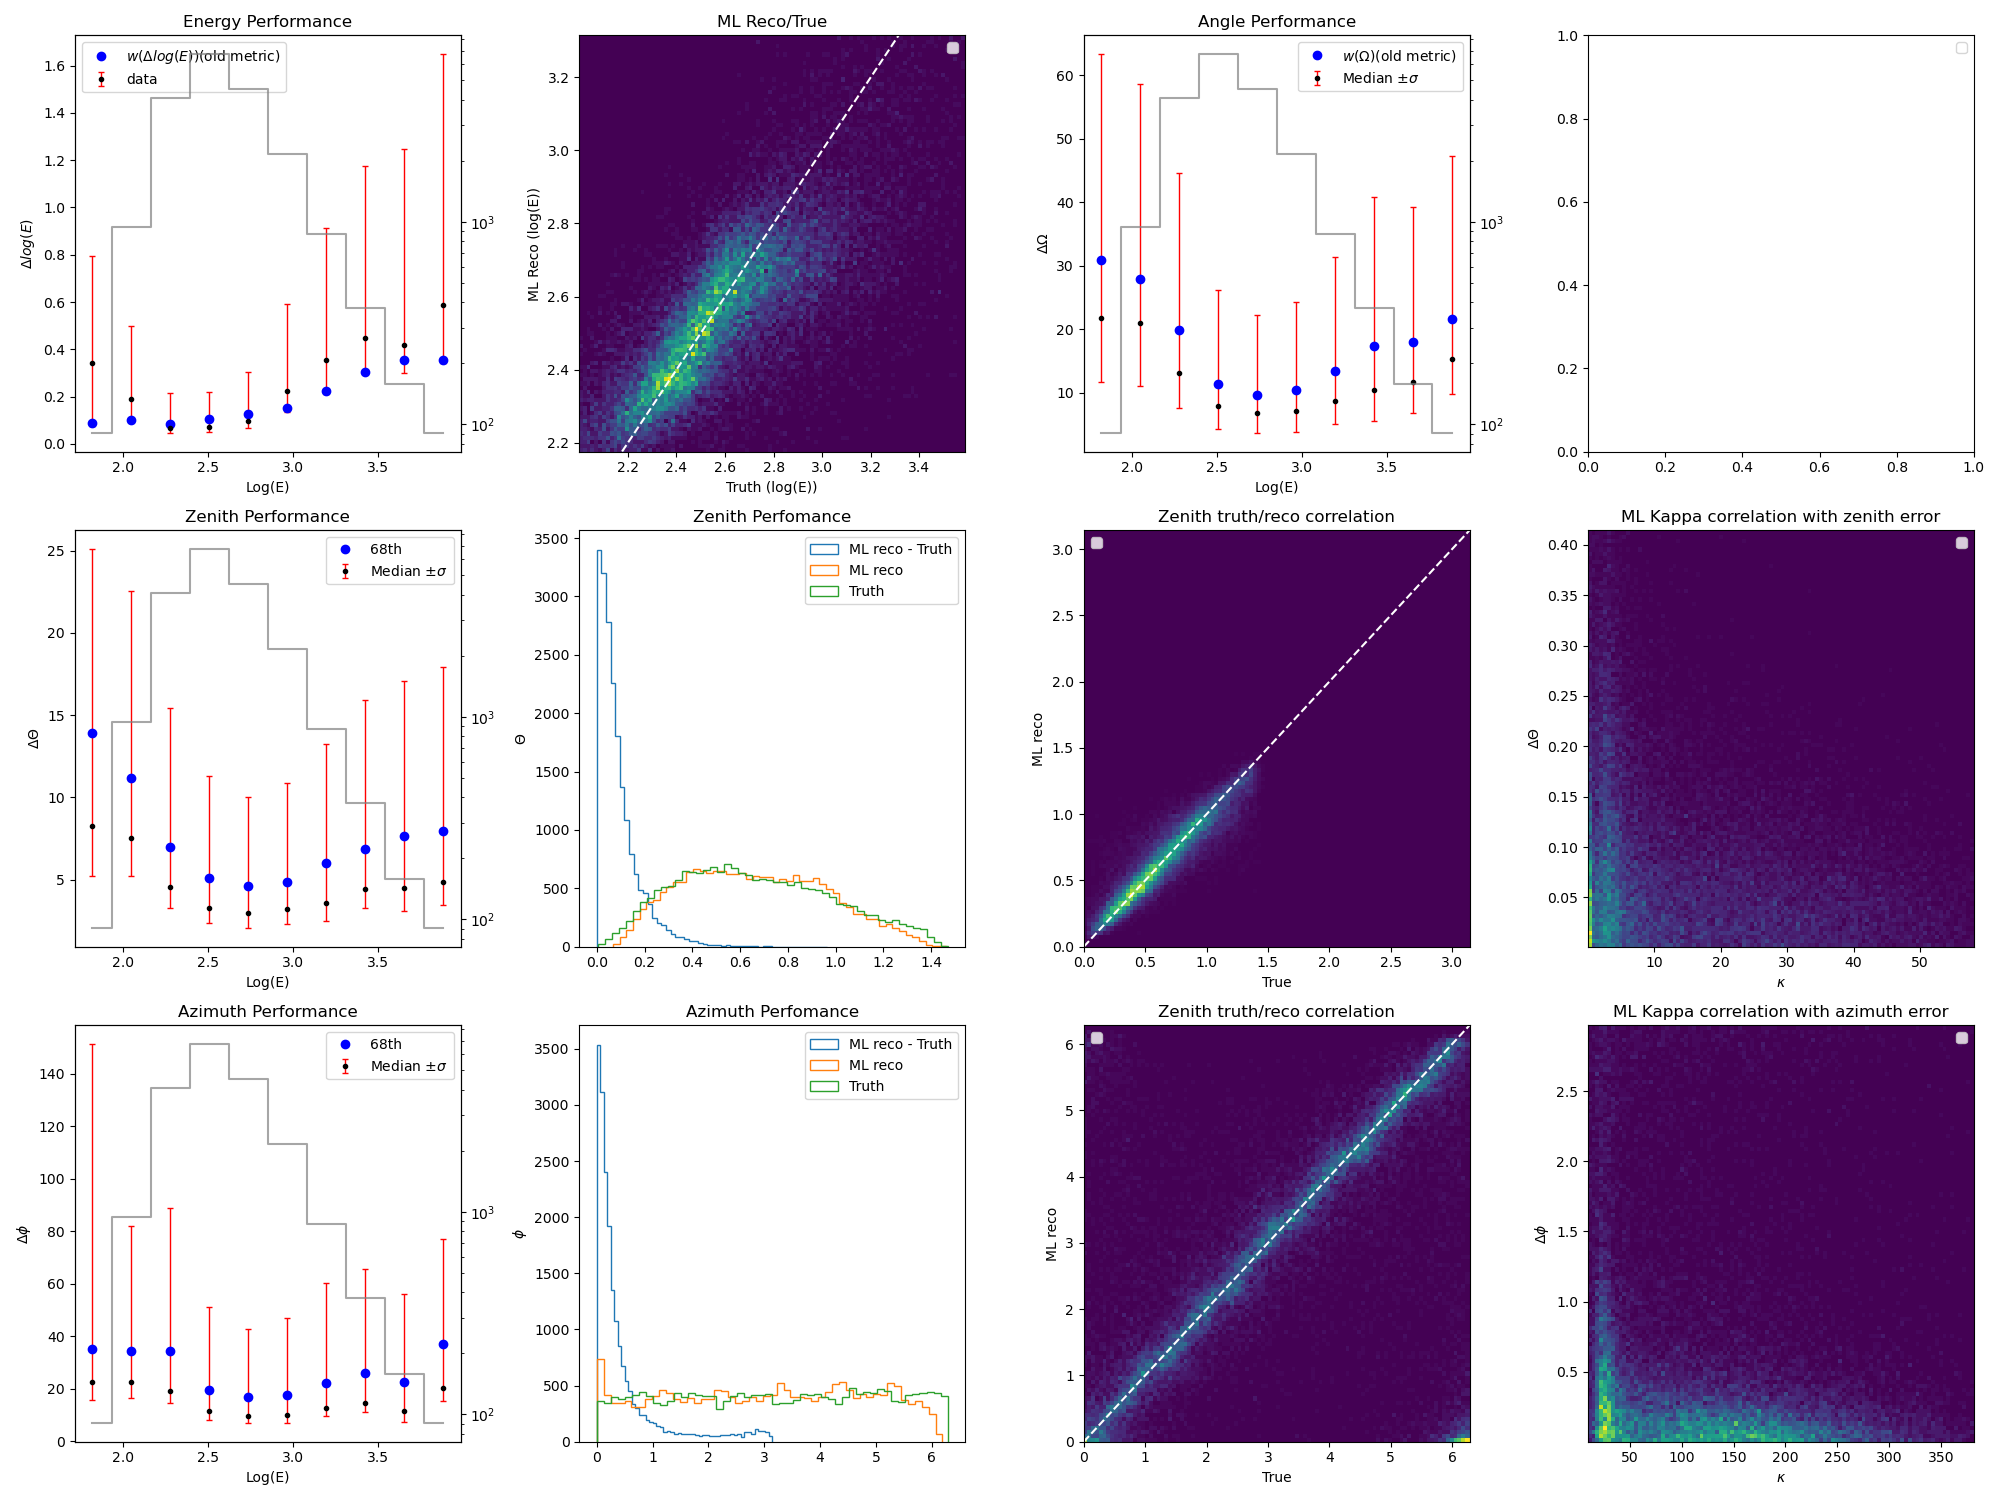 Energy Performance
w(Δlog(E))(old metric)
data
1.6
1.4
1.2
1.0
0.8
0.6
0.4
0.2
0.0
Δlog(E)
10³
10²
2.0 2.5 3.0 3.5
Log(E)
ML Reco/True
3.2
3.0
2.8
2.6
2.4
2.2
ML Reco (log(E))
2.2 2.4 2.6 2.8 3.0 3.2 3.4
Truth (log(E))
Angle Performance
w(Ω)(old metric)
Median ±σ
60
50
40
30
20
10
ΔΩ
10³
10²
2.0 2.5 3.0 3.5
Log(E)
1.0
0.8
0.6
0.4
0.2
0.0
0.0 0.2 0.4 0.6 0.8 1.0
Zenith Performance
68th
Median ±σ
25
20
15
10
5
ΔΘ
10³
10²
2.0 2.5 3.0 3.5
Log(E)
Zenith Perfomance
ML reco - Truth
ML reco
Truth
3500
3000
2500
2000
1500
1000
500
0
Θ
0.0 0.2 0.4 0.6 0.8 1.0 1.2 1.4
Zenith truth/reco correlation
3.0
2.5
2.0
1.5
1.0
0.5
0.0
ML reco
0.0 0.5 1.0 1.5 2.0 2.5 3.0
True
ML Kappa correlation with zenith error
0.40
0.35
0.30
0.25
0.20
0.15
0.10
0.05
ΔΘ
10 20 30 40 50
κ
Azimuth Performance
68th
Median ±σ
140
120
100
80
60
40
20
0
Δϕ
10³
10²
2.0 2.5 3.0 3.5
Log(E)
Azimuth Perfomance
ML reco - Truth
ML reco
Truth
3500
3000
2500
2000
1500
1000
500
0
ϕ
0 1 2 3 4 5 6
Zenith truth/reco correlation
6
5
4
3
2
1
0
ML reco
0 1 2 3 4 5 6
True
ML Kappa correlation with azimuth error
2.5
2.0
1.5
1.0
0.5
Δϕ
50 100 150 200 250 300 350
κ